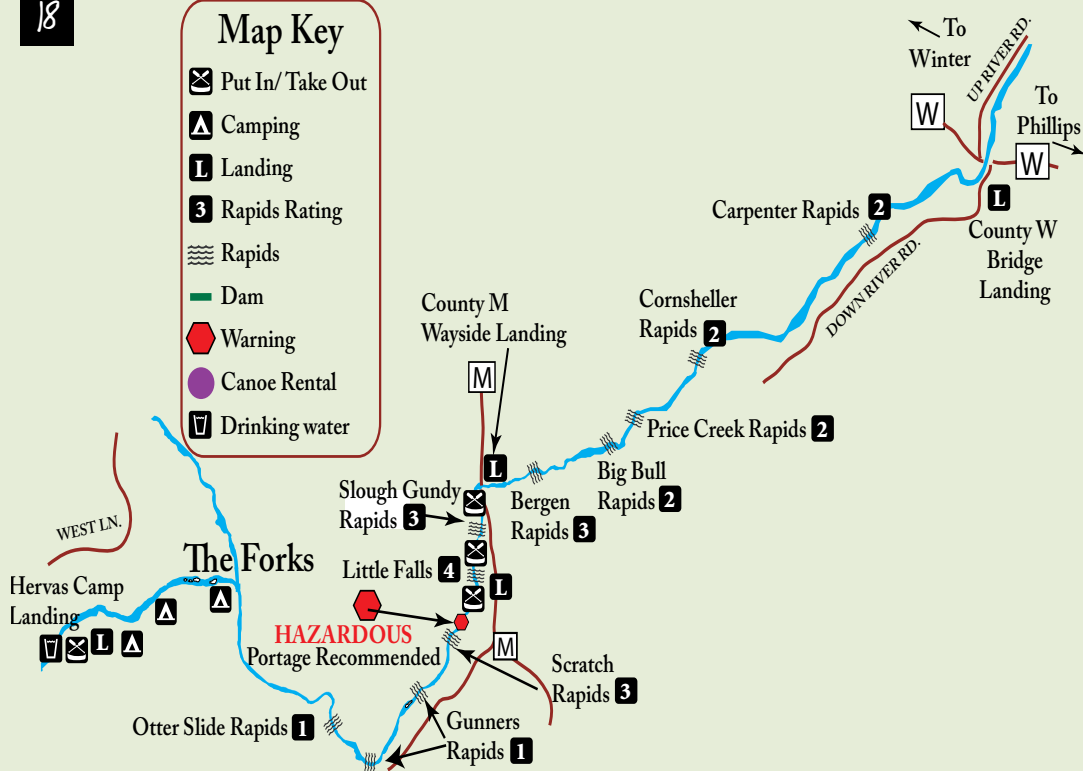 18
Map Key
Put In/ Take Out
Camping
L Landing
3 Rapids Rating
Rapids
Dam
Warning
Canoe Rental
Drinking water
To
Winter
UP RIVER RD.
To
Phillips
W
W
L
County W
Bridge
Landing
Carpenter Rapids 2
DOWN RIVER RD.
Cornsheller
Rapids 2
County M
Wayside Landing
M
L
Price Creek Rapids 2
Big Bull
Rapids 2
Bergen
Rapids 3
Slough Gundy
Rapids 3
Little Falls 4
L
HAZARDOUS
Portage Recommended
M
Scratch
Rapids 3
Gunners
Rapids 1
Otter Slide Rapids 1
WEST LN.
The Forks
Hervas Camp
Landing
L